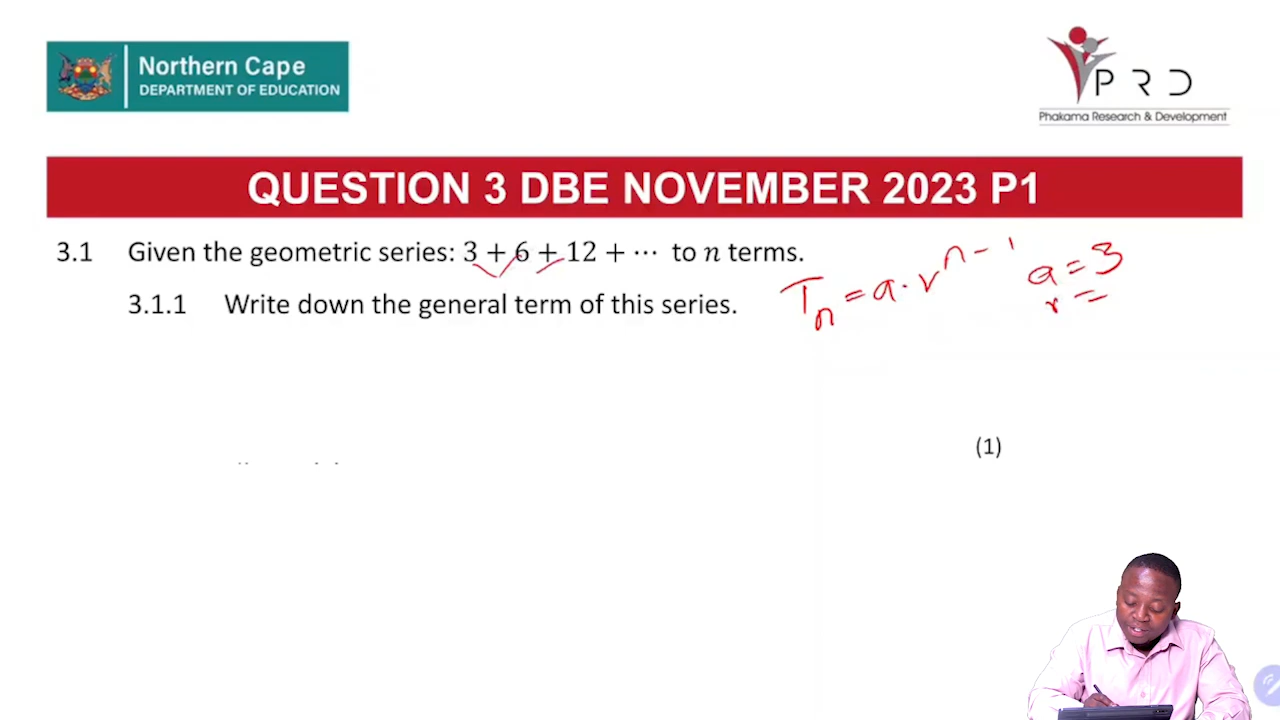 Northern Cape
DEPARTMENT OF EDUCATION
PRD
Phakama Research & Development
QUESTION 3 DBE NOVEMBER 2023 P1
3.1 Given the geometric series: 3 + 6 + 12 + ⋯ to n terms.
3.1.1 Write down the general term of this series.
Tₙ = a · r^(n-1)
a = 3
r =
(1)